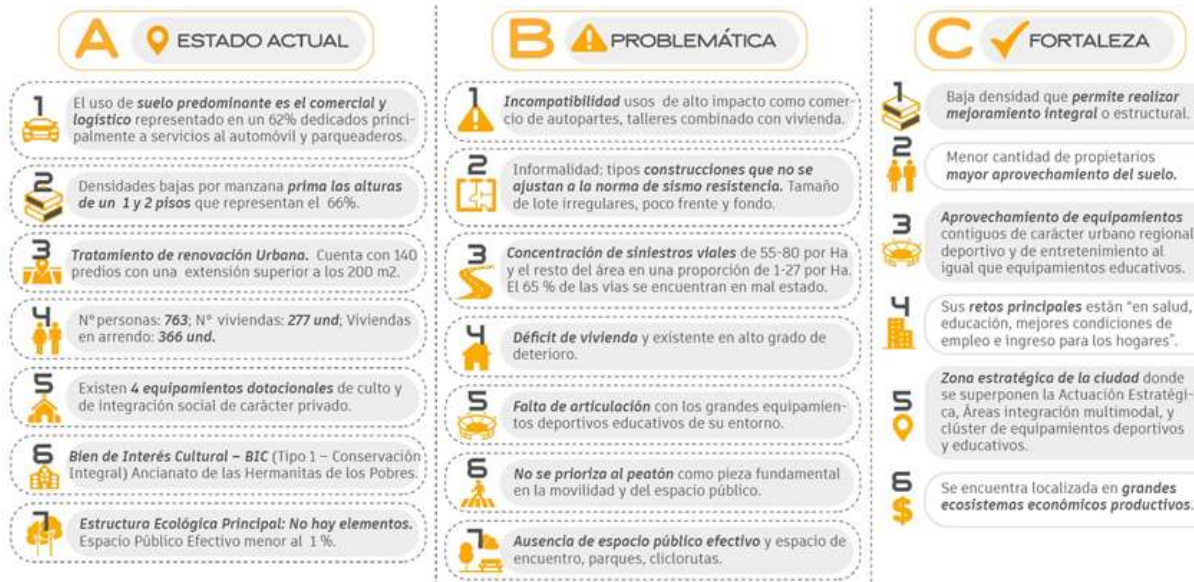 A ESTADO ACTUAL
1
El uso de suelo predominante es el comercial y
logístico representado en un 62% dedicados princi-
palmente a servicios al automóvil y parqueaderos.
2
Densidades bajas por manzana prima las alturas
de un 1 y 2 pisos que representan el 66%.
3
Tratamiento de renovación Urbana. Cuenta con 140
predios con una extensión superior a los 200 m2.
4
N° personas: 763; N° viviendas: 277 und; Viviendas
en arrendo: 366 und.
5
Existen 4 equipamientos dotacionales de culto y
de integración social de carácter privado.
6
Bien de Interés Cultural – BIC (Tipo 1 – Conservación
Integral) Ancianato de las Hermanitas de los Pobres.
7
Estructura Ecológica Principal: No hay elementos.
Espacio Público Efectivo menor al 1 %.
B PROBLEMÁTICA
1
Incompatibilidad usos de alto impacto como comer-
cio de autopartes, talleres combinado con vivienda.
2
Informalidad: tipos construcciones que no se
ajustan a la norma de sismo resistencia. Tamaño
de lote irregulares, poco frente y fondo.
3
Concentración de siniestros viales de 55-80 por Ha
y el resto del área en una proporción de 1-27 por Ha.
El 65 % de las vías se encuentran en mal estado.
4
Déficit de vivienda y existente en alto grado de
deterioro.
5
Falta de articulación con los grandes equipamien-
tos deportivos educativos de su entorno.
6
No se prioriza al peatón como pieza fundamental
en la movilidad y del espacio público.
7
Ausencia de espacio público efectivo y espacio de
encuentro, parques, cliclorutas.
C FORTALEZA
1
Baja densidad que permite realizar
mejoramiento integral o estructural.
2
Menor cantidad de propietarios
mayor aprovechamiento del suelo.
3
Aprovechamiento de equipamientos
contiguos de carácter urbano regional
deportivo y de entretenimiento al
igual que equipamientos educativos.
4
Sus retos principales están “en salud,
educación, mejores condiciones de
empleo e ingreso para los hogares”.
5
Zona estratégica de la ciudad donde
se superponen la Actuación Estratégi-
ca, Áreas integración multimodal, y
clúster de equipamientos deportivos
y educativos.
6
Se encuentra localizada en grandes
ecosistemas económicos productivos.